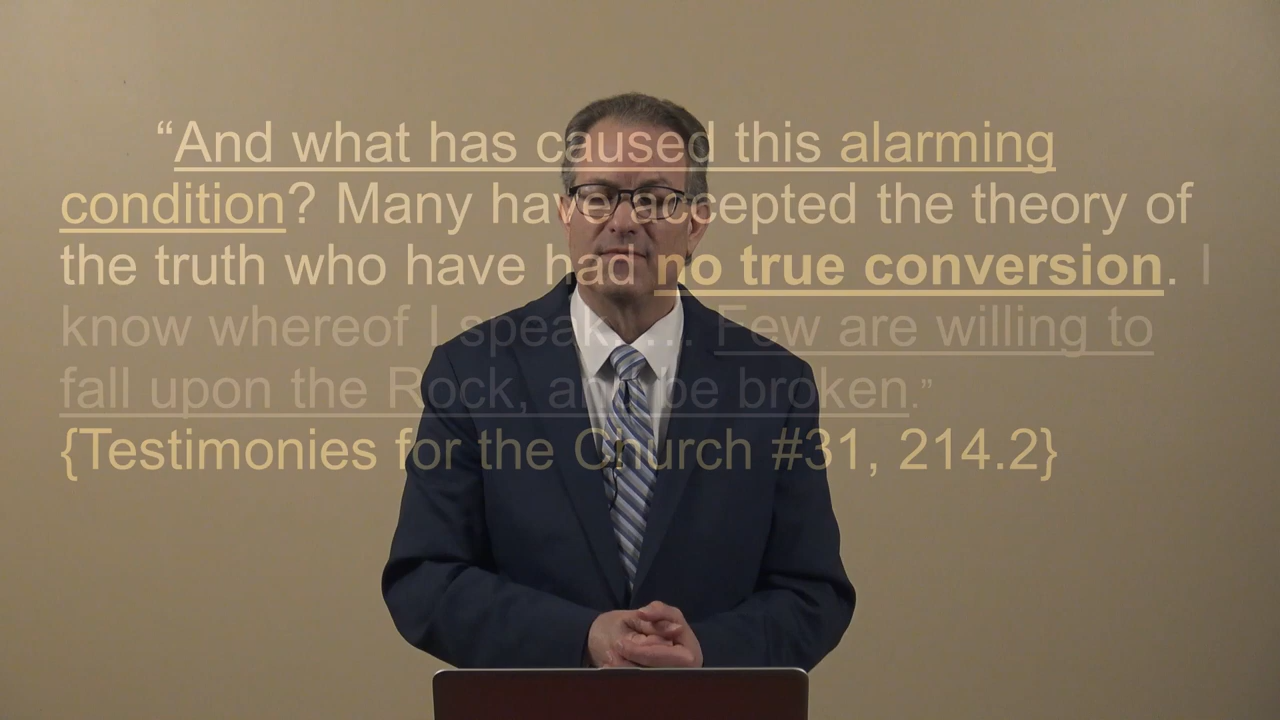 “And what has caused this alarming
condition? Many have accepted the theory of
the truth who have had no true conversion. I
know whereof I speak.... Few are willing to
fall upon the Rock, and be broken.”
{Testimonies for the Church #31, 214.2}